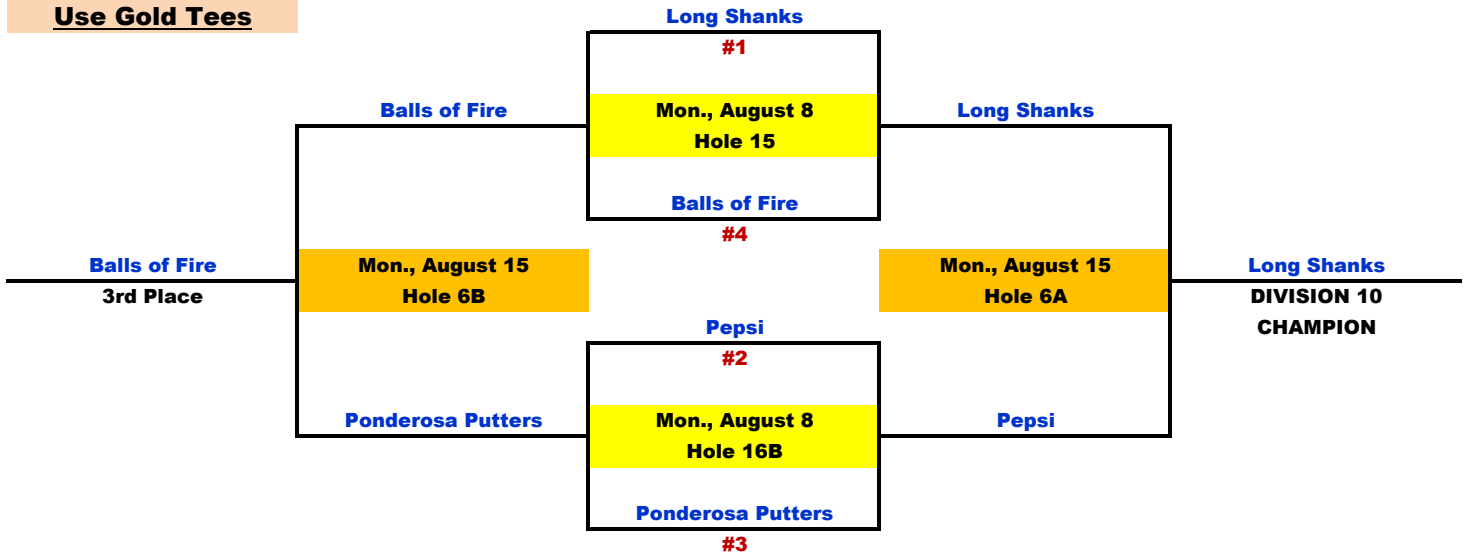 Use Gold Tees
Long Shanks
#1
Balls of Fire
Mon., August 8
Long Shanks
Hole 15
Balls of Fire
#4
Balls of Fire
Mon., August 15
Mon., August 15
Long Shanks
3rd Place
Hole 6B
Hole 6A
DIVISION 10
Pepsi
CHAMPION
#2
Ponderosa Putters
Mon., August 8
Pepsi
Hole 16B
Ponderosa Putters
#3